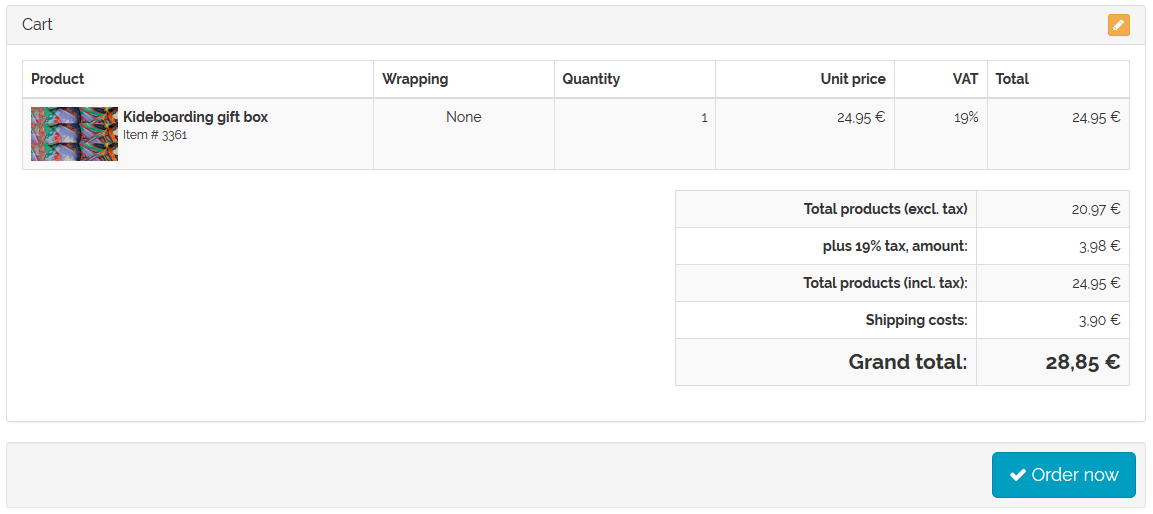 Cart
Product Wrapping Quantity Unit price VAT Total
Kideboarding gift box None 1 24,95 € 19% 24,95 €
Item # 3361
Total products (excl. tax) 20,97 €
plus 19% tax, amount: 3,98 €
Total products (incl. tax): 24,95 €
Shipping costs: 3,90 €
Grand total: 28,85 €
Order now